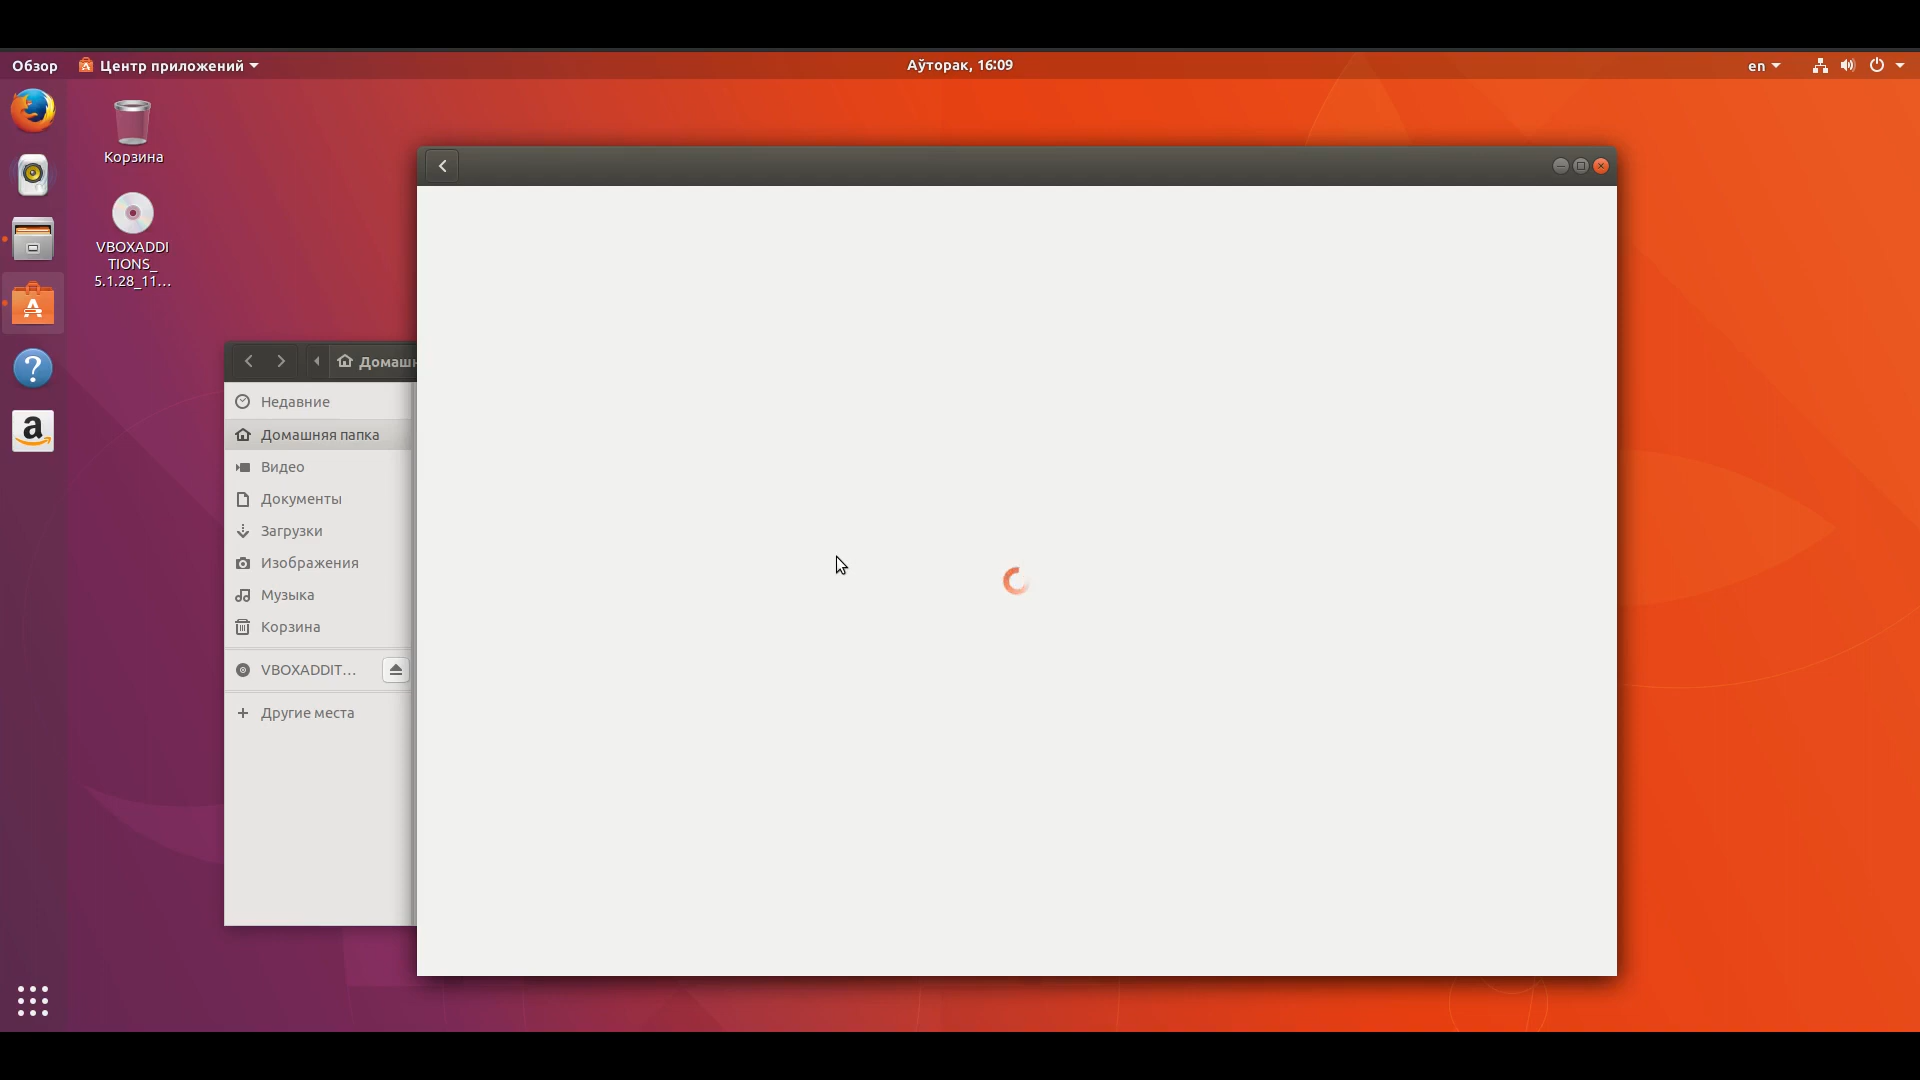 Обзор
Центр приложений
Аўторак, 16:09
en
Корзина
VBOXADDI
TIONS_
5.1.28_11…
Домашн
Недавние
Домашняя папка
Видео
Документы
Загрузки
Изображения
Музыка
Корзина
VBOXADDIT…
Другие места